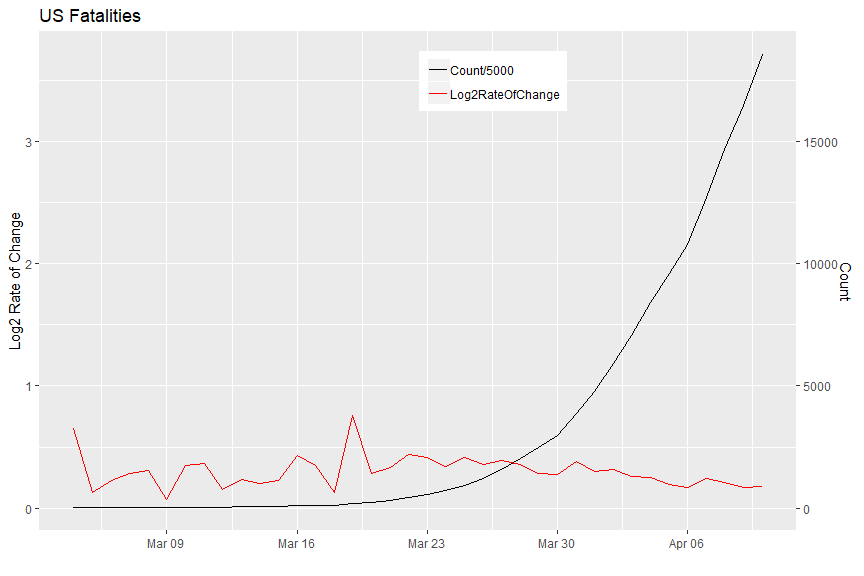 US Fatalities
Count/5000
Log2RateOfChange
Log2 Rate of Change
3
2
1
0
15000
10000
5000
0
Count
Mar 09
Mar 16
Mar 23
Mar 30
Apr 06